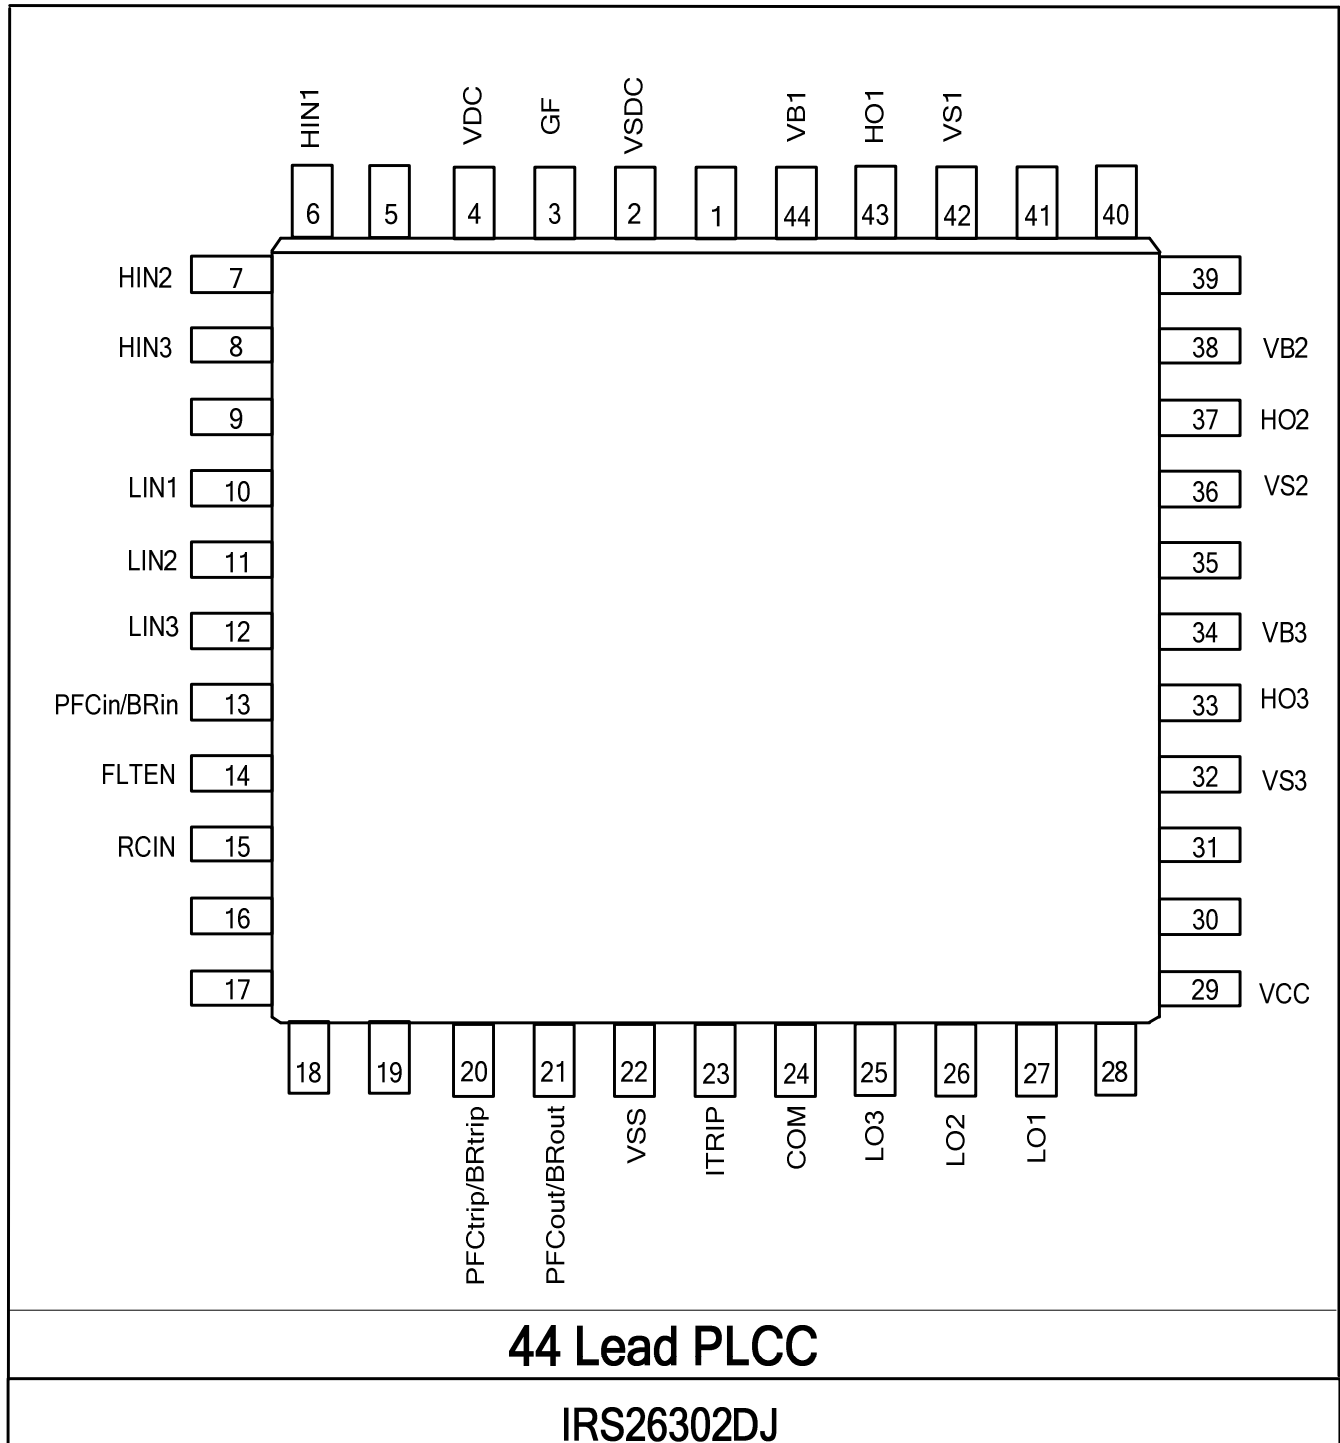 HIN1 VDC GF VSDC VB1 HO1 VS1
6 5 4 3 2 1 44 43 42 41 40
HIN2 7 39
HIN3 8 38 VB2
9 37 HO2
LIN1 10 36 VS2
LIN2 11 35
LIN3 12 34 VB3
PFCin/BRin 13 33 HO3
FLTEN 14 32 VS3
RCIN 15 31
16 30
17 29 VCC
18 19 20 21 22 23 24 25 26 27 28
PFCtrip/BRtrip PFCout/BRout VSS ITRIP COM LO3 LO2 LO1
44 Lead PLCC
IRS26302DJ